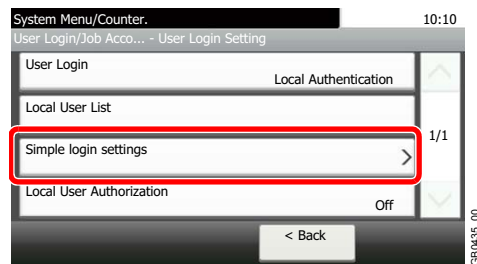 System Menu/Counter.
10:10
User Login/Job Acco... - User Login Setting
User Login
Local Authentication
Local User List
1/1
Simple login settings
>
Local User Authorization
Off
< Back
GB0435_00